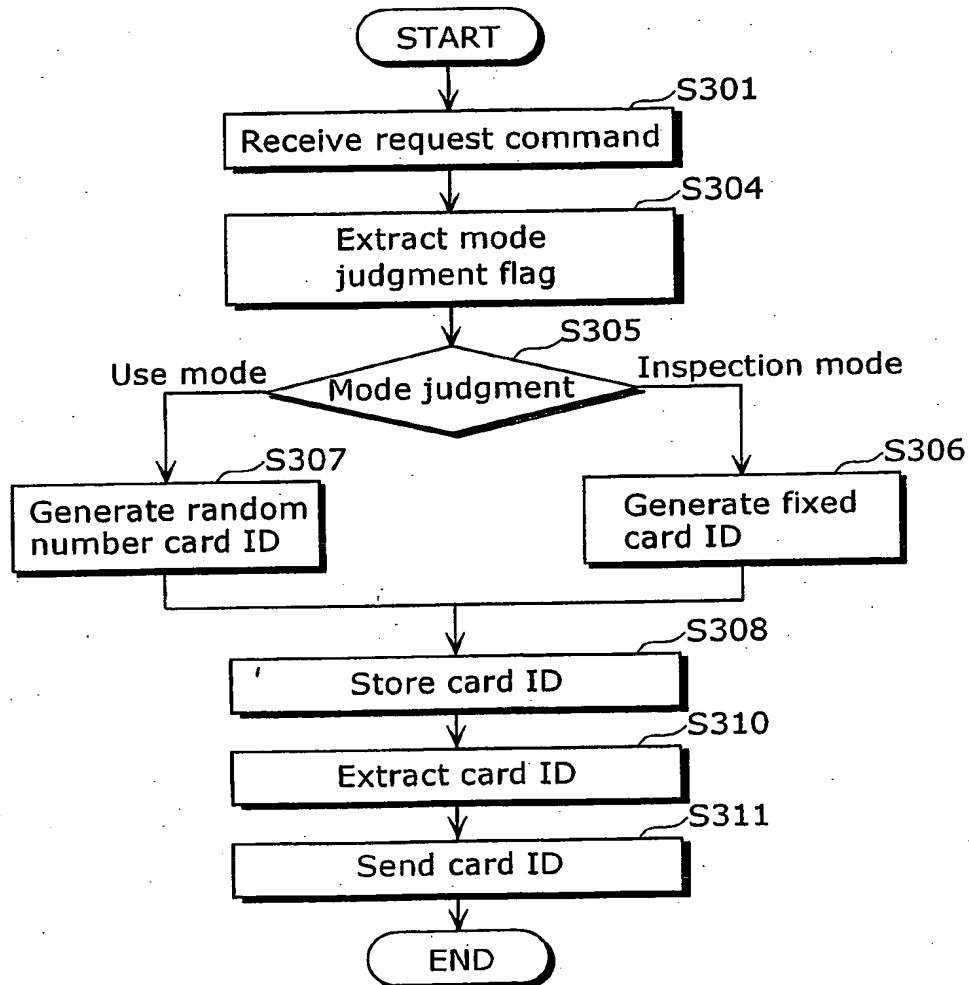 START
S301
Receive request command
S304
Extract mode
judgment flag
S305
Use mode
Mode judgment
Inspection mode
S307
Generate random
number card ID
S306
Generate fixed
card ID
S308
Store card ID
S310
Extract card ID
S311
Send card ID
END